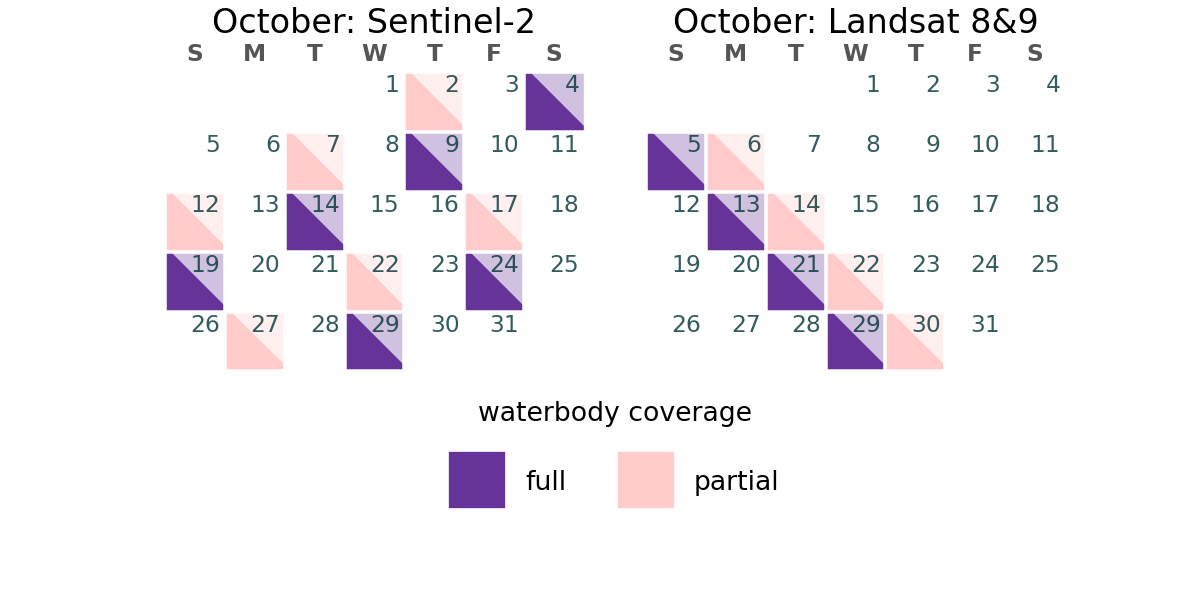 October: Sentinel-2
S M T W T F S
1 2 3 4
5 6 7 8 9 10 11
12 13 14 15 16 17 18
19 20 21 22 23 24 25
26 27 28 29 30 31
October: Landsat 8&9
S M T W T F S
1 2 3 4
5 6 7 8 9 10 11
12 13 14 15 16 17 18
19 20 21 22 23 24 25
26 27 28 29 30 31
waterbody coverage
full partial